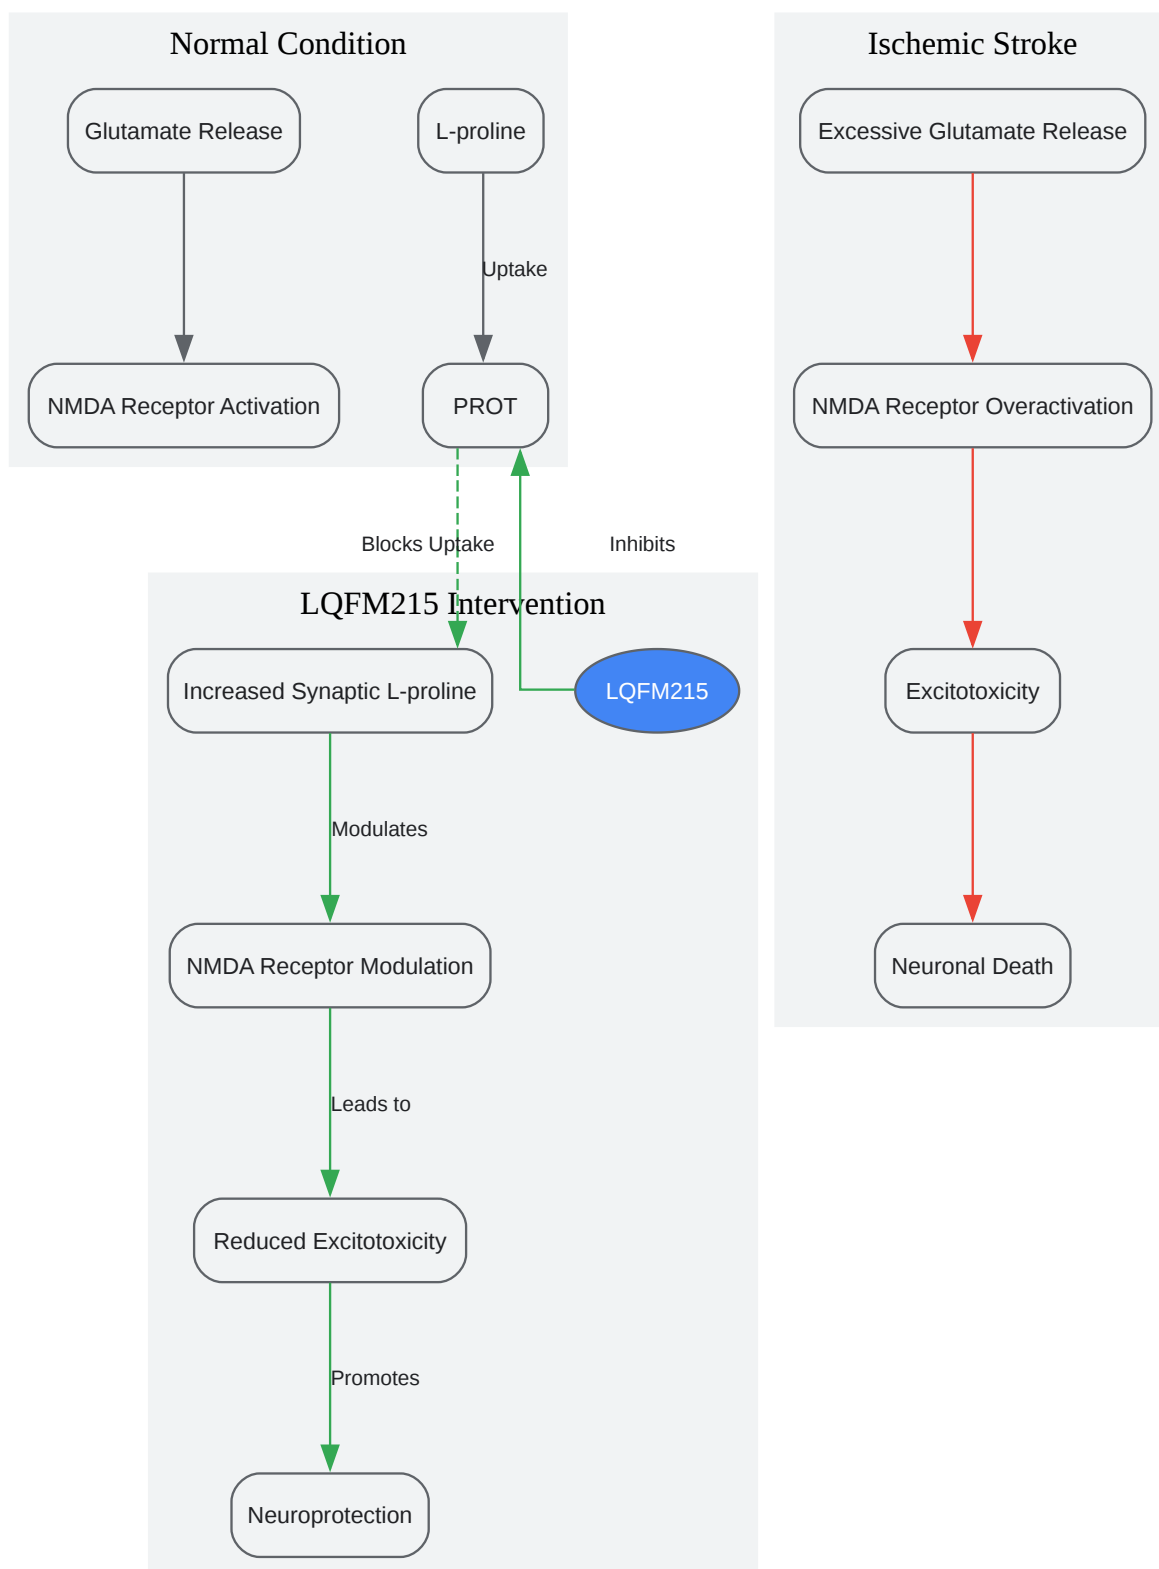 Normal Condition
Glutamate Release
L-proline
Uptake
NMDA Receptor Activation
PROT
Ischemic Stroke
Excessive Glutamate Release
NMDA Receptor Overactivation
Excitotoxicity
Neuronal Death
Blocks Uptake
Inhibits
LQFM215 Intervention
Increased Synaptic L-proline
LQFM215
Modulates
NMDA Receptor Modulation
Leads to
Reduced Excitotoxicity
Promotes
Neuroprotection